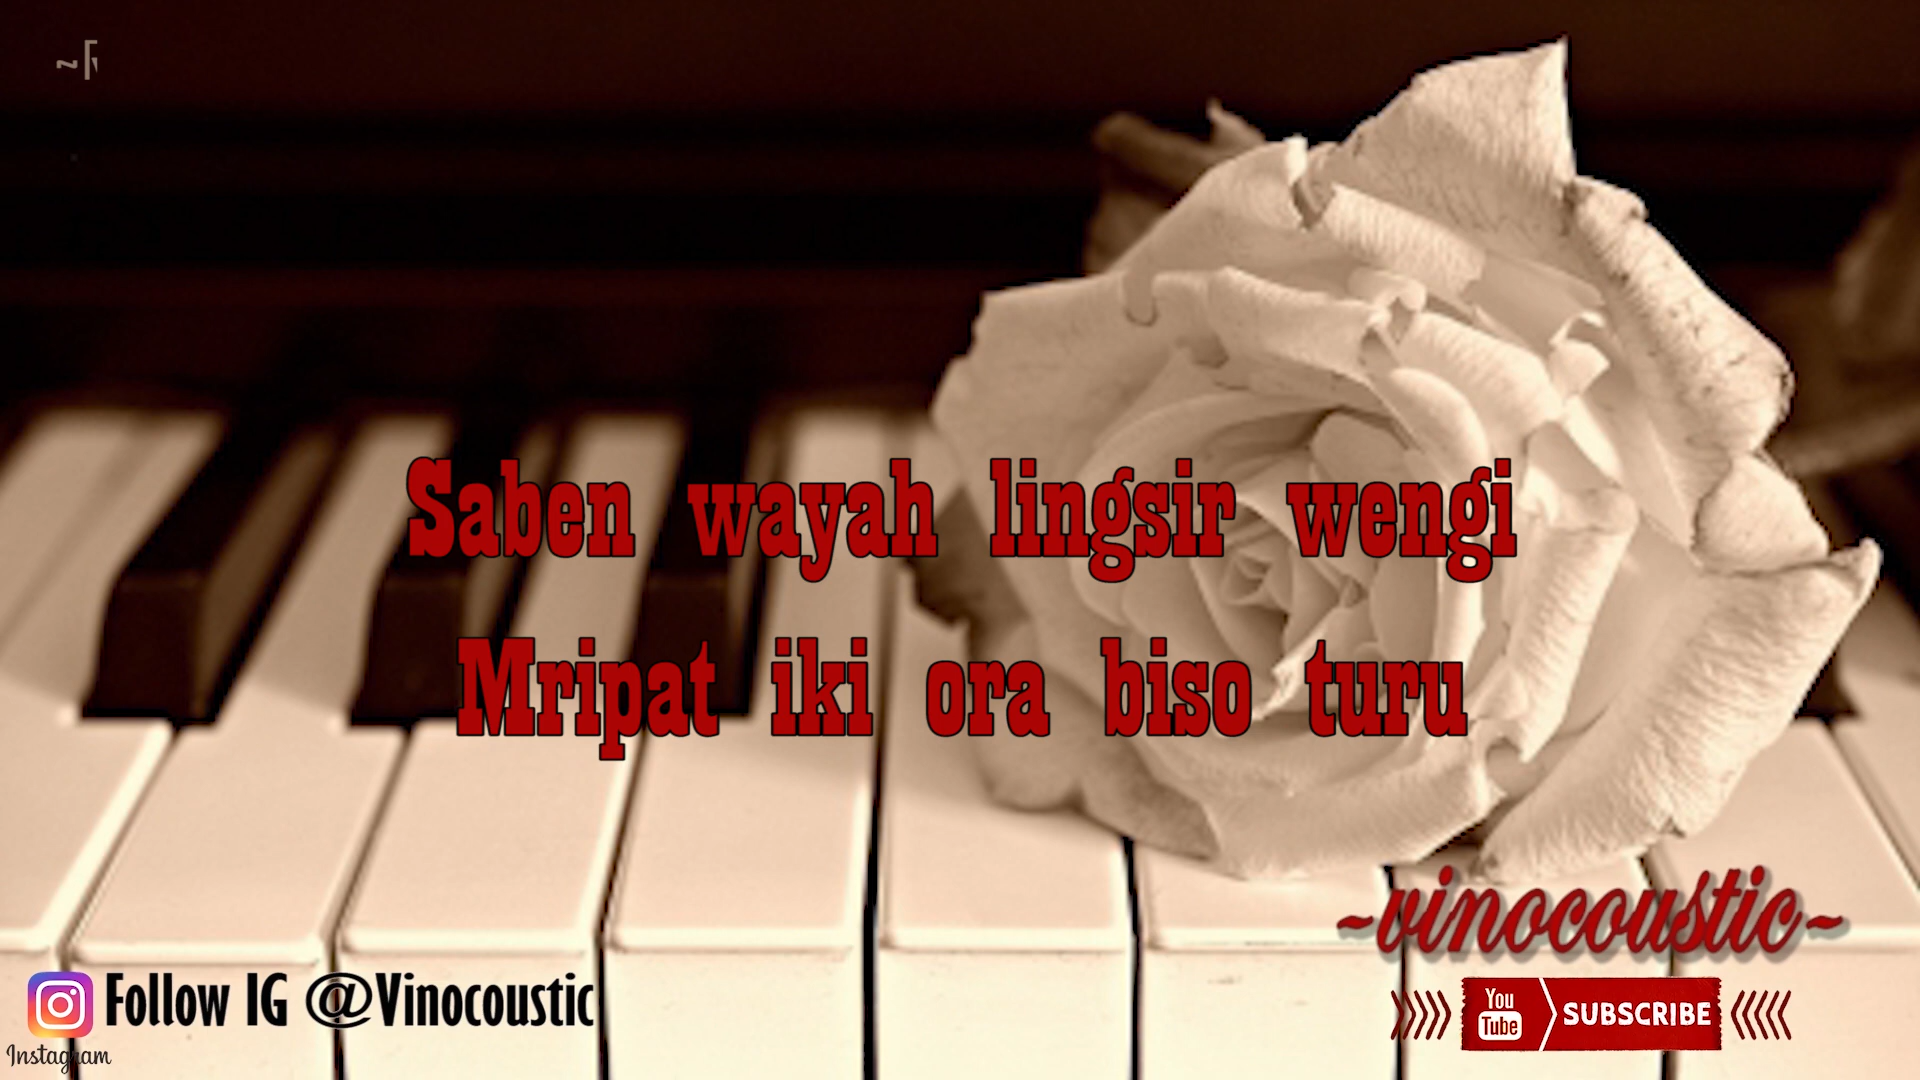 Saben wayah lingsir wengi
Mripat iki ora biso turu
~vinocoustic~
Follow IG @Vinocoustic
You
Tube
SUBSCRIBE
Instagram